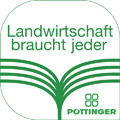 Landwirtschaft
braucht jeder
PÖTTINGER